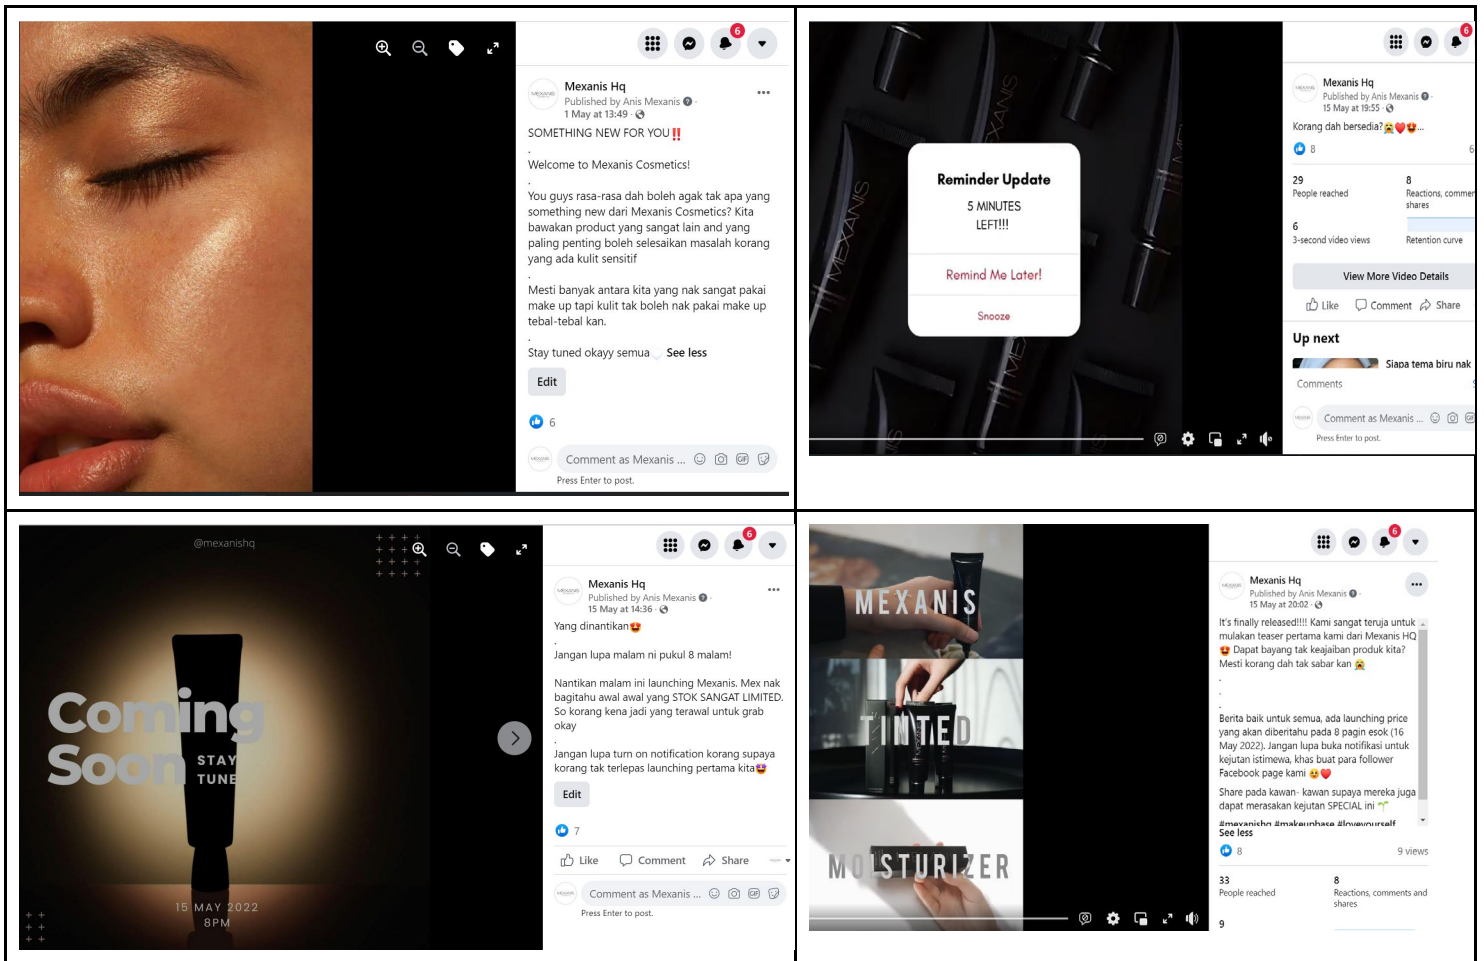 6
Mexanis Hq
Published by Anis Mexanis ·
1 May at 13:49 ·
SOMETHING NEW FOR YOU‼️
.
Welcome to Mexanis Cosmetics!
.
You guys rasa-rasa dah boleh agak tak apa yang
something new dari Mexanis Cosmetics? Kita
bawakan product yang sangat lain and yang
paling penting boleh selesaikan masalah korang
yang ada kulit sensitif
.
Mesti banyak antara kita yang nak sangat pakai
make up tapi kulit tak boleh nak pakai make up
tebal-tebal kan.
.
Stay tuned okayy semua🤍 See less
Edit
6
Comment as Mexanis ...
GIF
Press Enter to post.
MEXANIS
MEXANIS
MEXANIS
Reminder Update
5 MINUTES
LEFT!!!
Remind Me Later!
Snooze
6
Mexanis Hq
Published by Anis Mexanis ·
15 May at 19:55 ·
Korang dah bersedia?😭❤️😍...
8
6
29
People reached
8
Reactions, commen
shares
6
3-second video views
Retention curve
View More Video Details
Like
Comment
Share
Up next
Siapa tema biru nak
Comments
Comment as Mexanis ...
Press Enter to post.
@mexanishq
Coming
Soon
STAY
TUNE
15 MAY 2022
8PM
6
Mexanis Hq
Published by Anis Mexanis ·
15 May at 14:36 ·
Yang dinantikan😍
.
Jangan lupa malam ni pukul 8 malam!
Nantikan malam ini launching Mexanis. Mex nak
bagitahu awal awal yang STOK SANGAT LIMITED.
So korang kena jadi yang terawal untuk grab
okay
.
Jangan lupa turn on notification korang supaya
korang tak terlepas launching pertama kita🤩
Edit
7
Like
Comment
Share
Comment as Mexanis ...
GIF
Press Enter to post.
MEXANIS
TINTED
MOISTURIZER
6
Mexanis Hq
Published by Anis Mexanis ·
15 May at 20:02 ·
It's finally released!!!! Kami sangat teruja untuk
mulakan teaser pertama kami dari Mexanis HQ
😍 Dapat bayang tak keajaiban produk kita?
Mesti korang dah tak sabar kan 😭
.
.
.
Berita baik untuk semua, ada launching price
yang akan diberitahu pada 8 pagin esok (16
May 2022). Jangan lupa buka notifikasi untuk
kejutan istimewa, khas buat para follower
Facebook page kami 🥺❤️
Share pada kawan- kawan supaya mereka juga
dapat merasakan kejutan SPECIAL ini 🌱
#mexanishq #makeupbase #loveyourself
See less
8
9 views
33
People reached
8
Reactions, comments and
shares
9